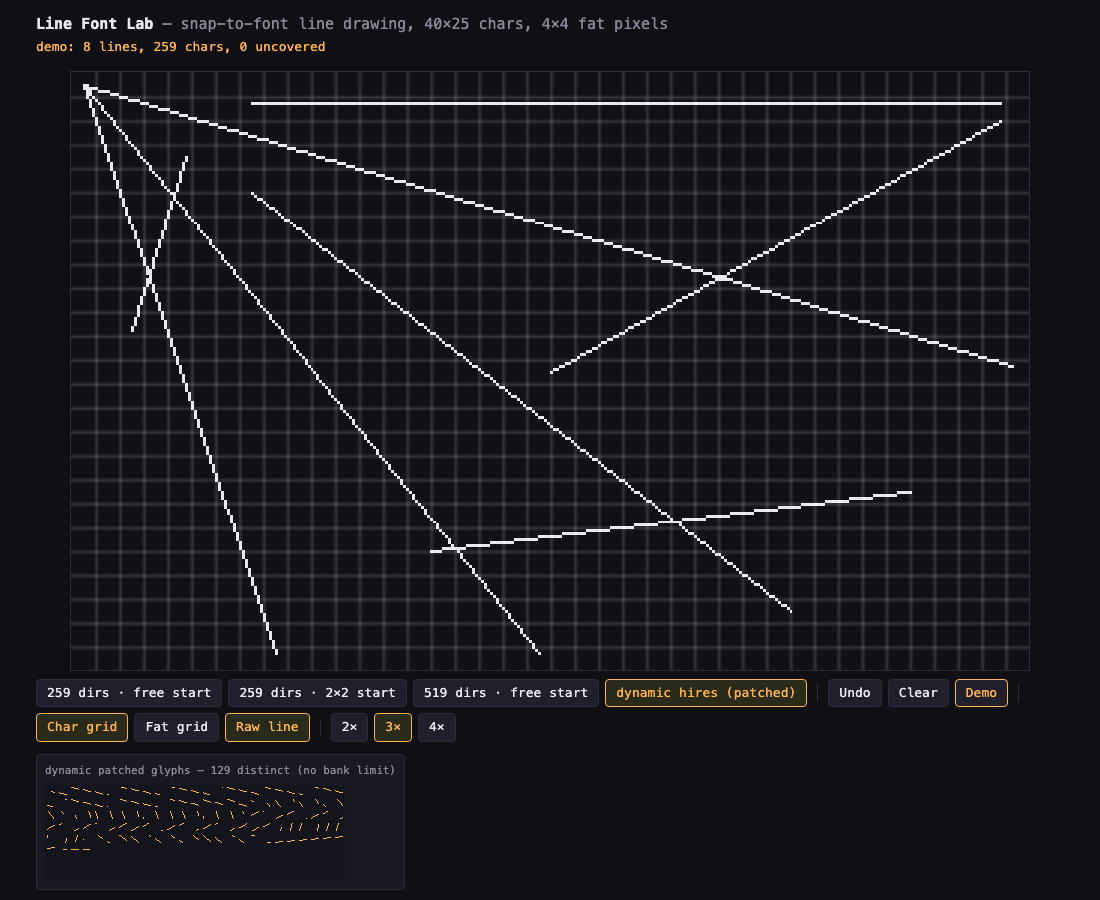 Line Font Lab — snap-to-font line drawing, 40×25 chars, 4×4 fat pixels
demo: 8 lines, 259 chars, 0 uncovered
259 dirs · free start 259 dirs · 2×2 start 519 dirs · free start dynamic hires (patched) Undo Clear Demo
Char grid Fat grid Raw line 2× 3× 4×
dynamic patched glyphs — 129 distinct (no bank limit)